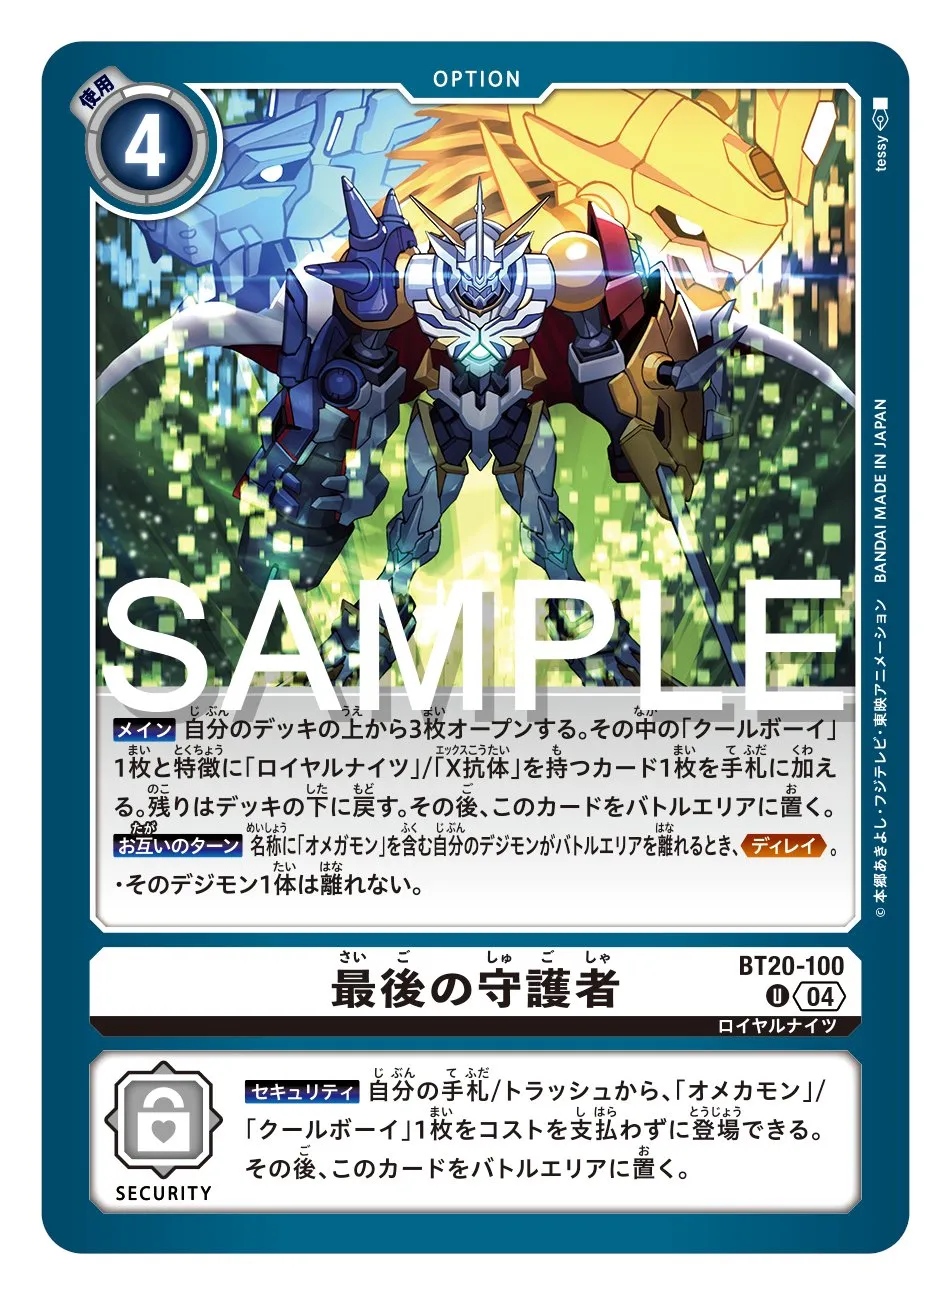 OPTION
使用
4
tessy
SAMPLE
メイン 自分のデッキの上から3枚オープンする。その中の「クールボーイ」
1枚と特徴に「ロイヤルナイツ」/「X抗体」を持つカード1枚を手札に加え
る。残りはデッキの下に戻す。その後、このカードをバトルエリアに置く。
お互いのターン 名称に「オメガモン」を含む自分のデジモンがバトルエリアを離れるとき、ディレイ。
・そのデジモン1体は離れない。
©本郷あきよし・フジテレビ・東映アニメーション BANDAI MADE IN JAPAN
さいごのしゅごしゃ
最後の守護者
BT20-100
U 04
ロイヤルナイツ
SECURITY
セキュリティ 自分の手札/トラッシュから、「オメカモン」/
「クールボーイ」1枚をコストを支払わずに登場できる。
その後、このカードをバトルエリアに置く。